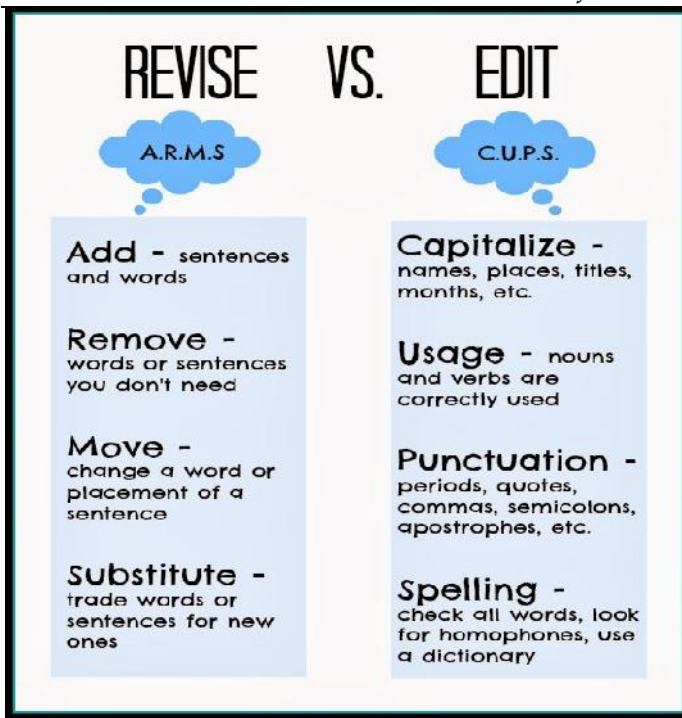 REVISE VS. EDIT
A.R.M.S
C.U.P.S.
Add - sentences
and words
Remove -
words or sentences
you don't need
Move -
change a word or
placement of a
sentence
Substitute -
trade words or
sentences for new
ones
Capitalize -
names, places, titles,
months, etc.
Usage - nouns
and verbs are
correctly used
Punctuation -
periods, quotes,
commas, semicolons,
apostrophes, etc.
Spelling -
check all words, look
for homophones, use
a dictionary